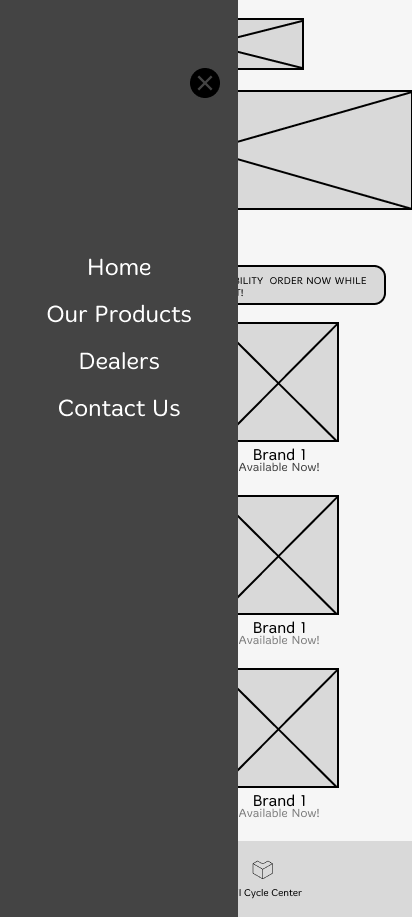 Home
Our Products
Dealers
Contact Us
ORDER NOW WHILE
Brand 1
Available Now!
Brand 1
Available Now!
Brand 1
Available Now!
Cycle Center